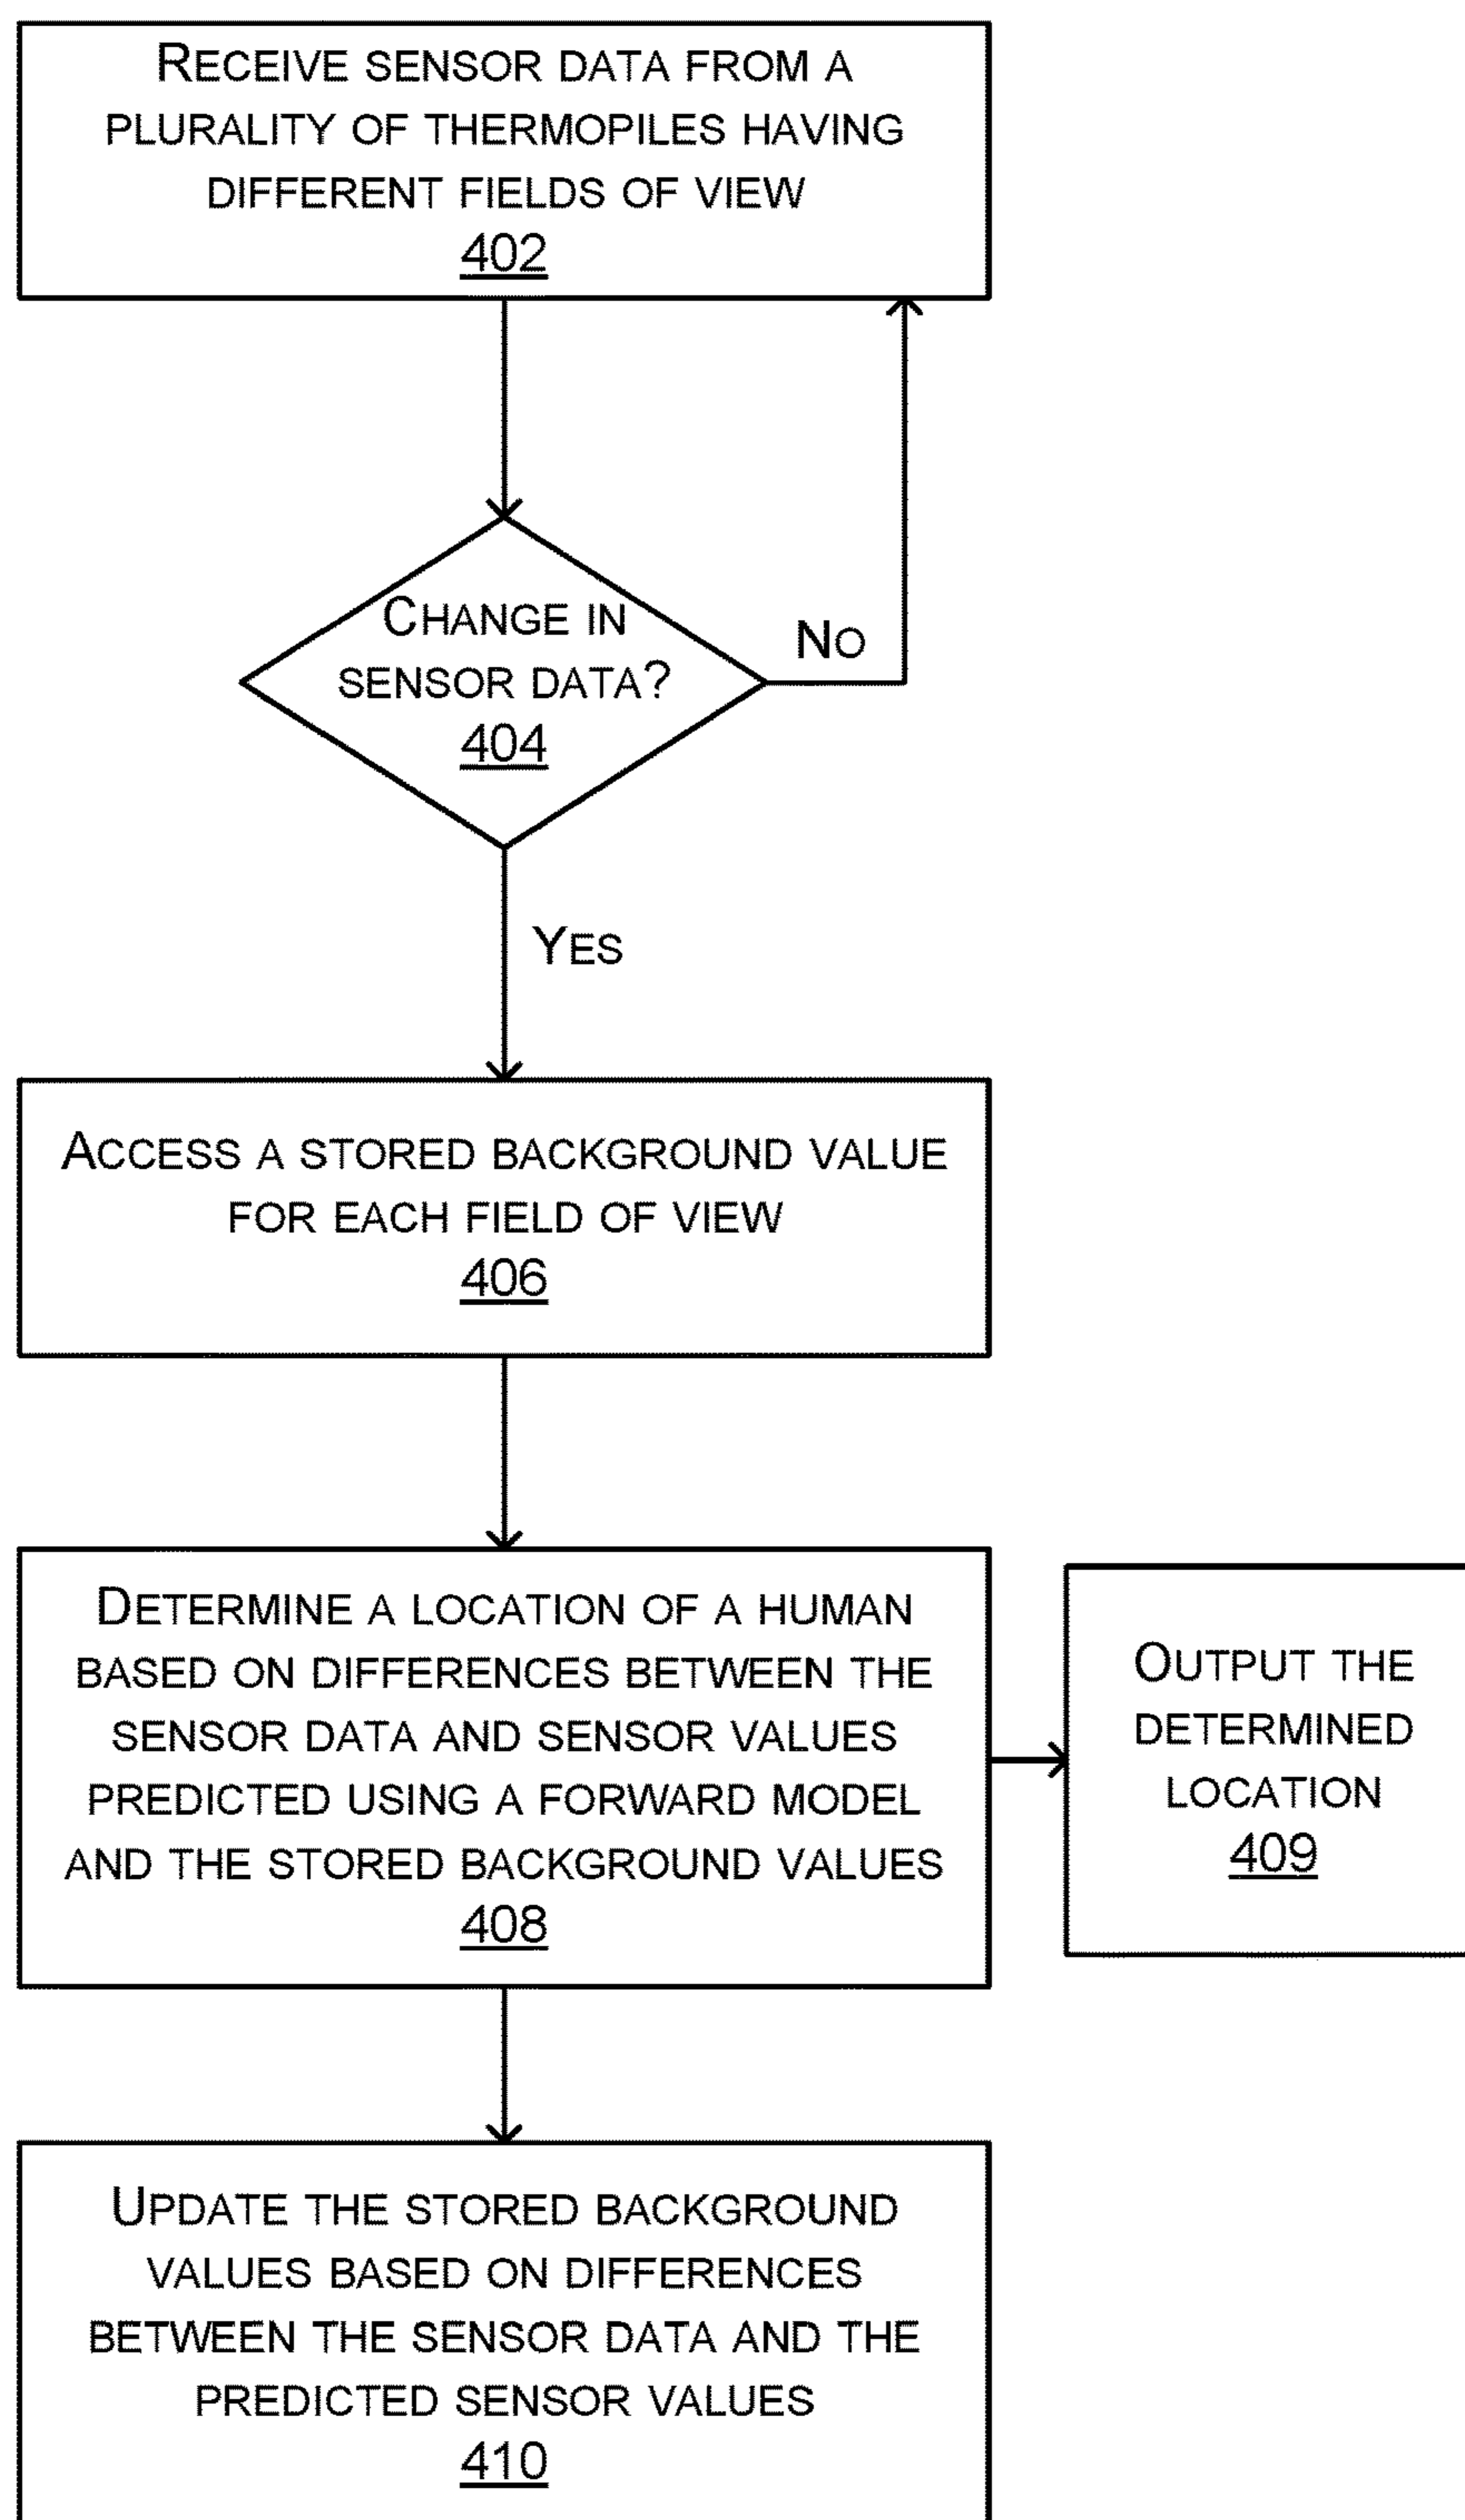 RECEIVE SENSOR DATA FROM A
PLURALITY OF THERMOPILES HAVING
DIFFERENT FIELDS OF VIEW
402
CHANGE IN
SENSOR DATA?
404
NO
YES
ACCESS A STORED BACKGROUND VALUE
FOR EACH FIELD OF VIEW
406
DETERMINE A LOCATION OF A HUMAN
BASED ON DIFFERENCES BETWEEN THE
SENSOR DATA AND SENSOR VALUES
PREDICTED USING A FORWARD MODEL
AND THE STORED BACKGROUND VALUES
408
OUTPUT THE
DETERMINED
LOCATION
409
UPDATE THE STORED BACKGROUND
VALUES BASED ON DIFFERENCES
BETWEEN THE SENSOR DATA AND THE
PREDICTED SENSOR VALUES
410